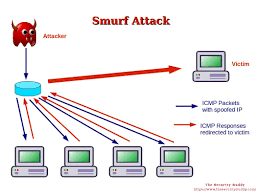 Smurf Attack
Attacker
Victim
ICMP Packets
with spoofed IP
ICMP Responses
redirected to victim
The Security Buddy